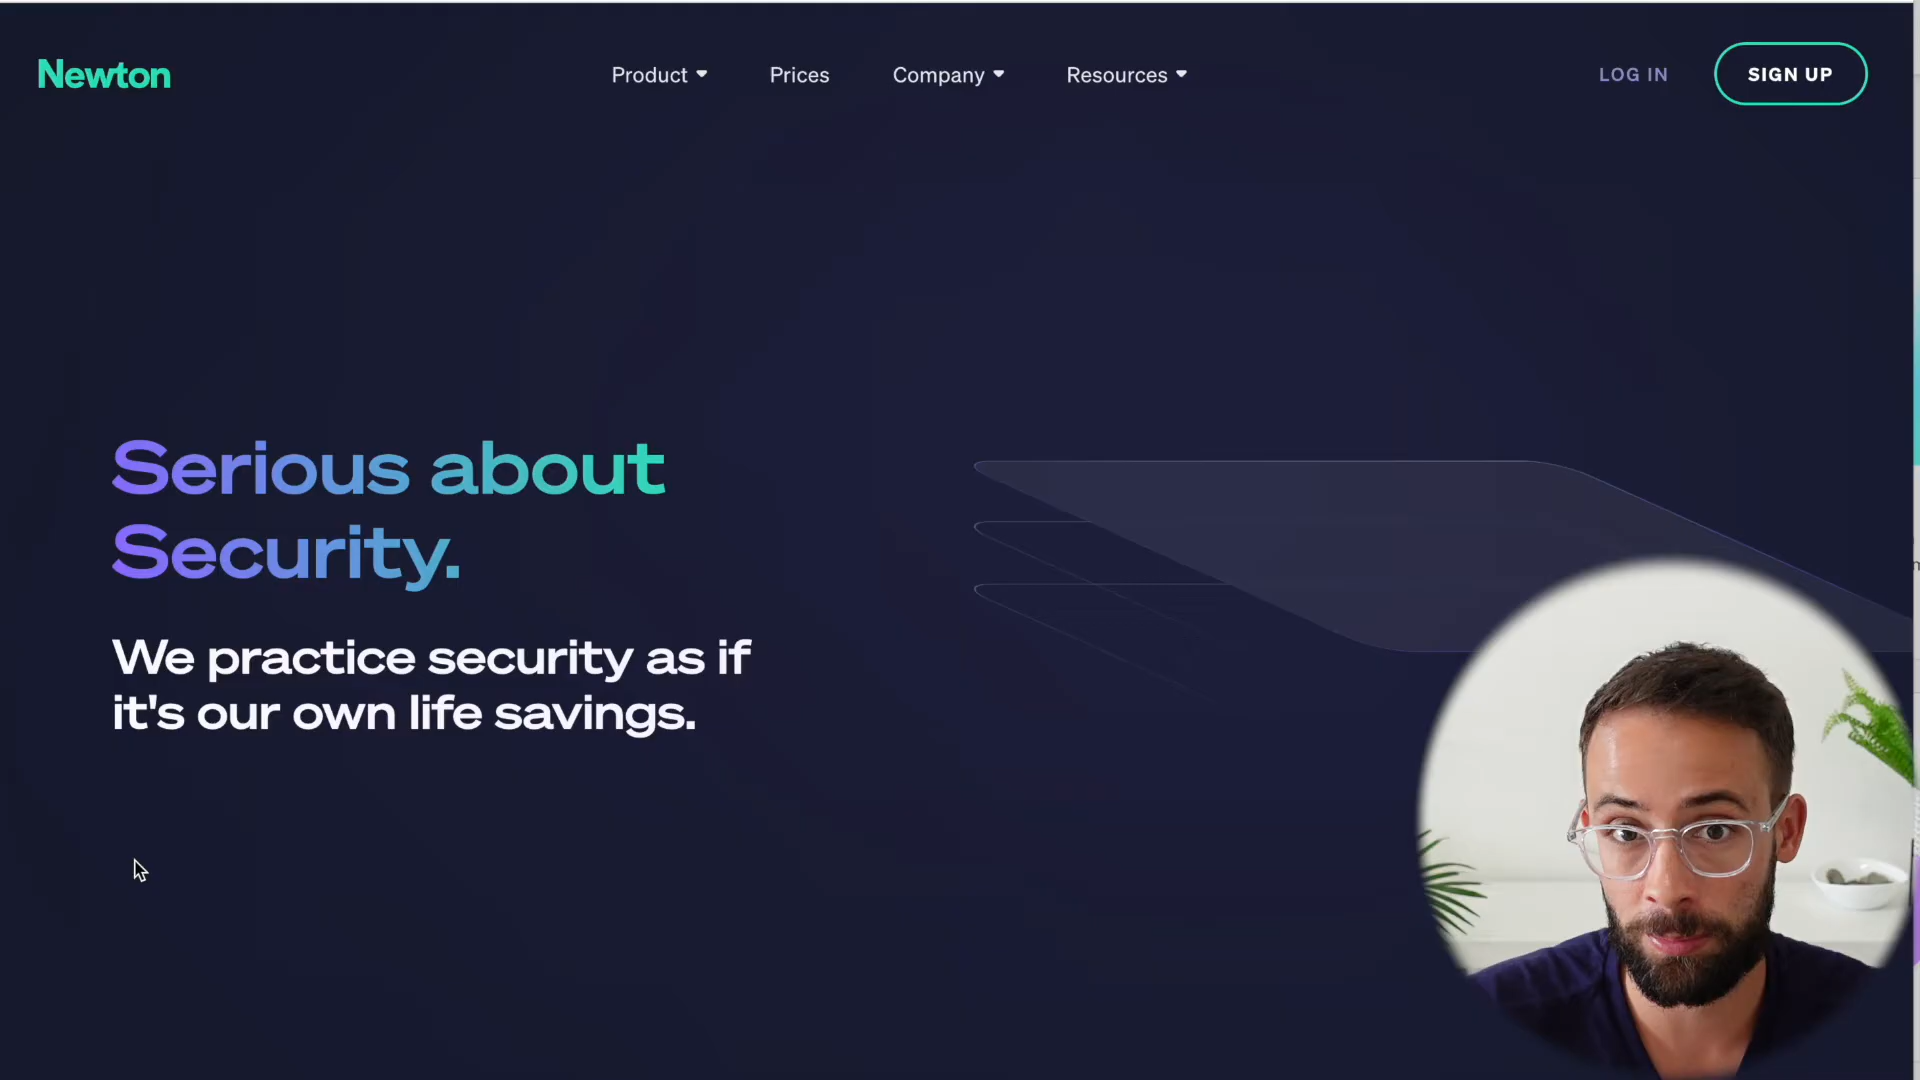 Newton
Product
Prices
Company
Resources
LOG IN
SIGN UP
Serious about
Security.
We practice security as if
it's our own life savings.